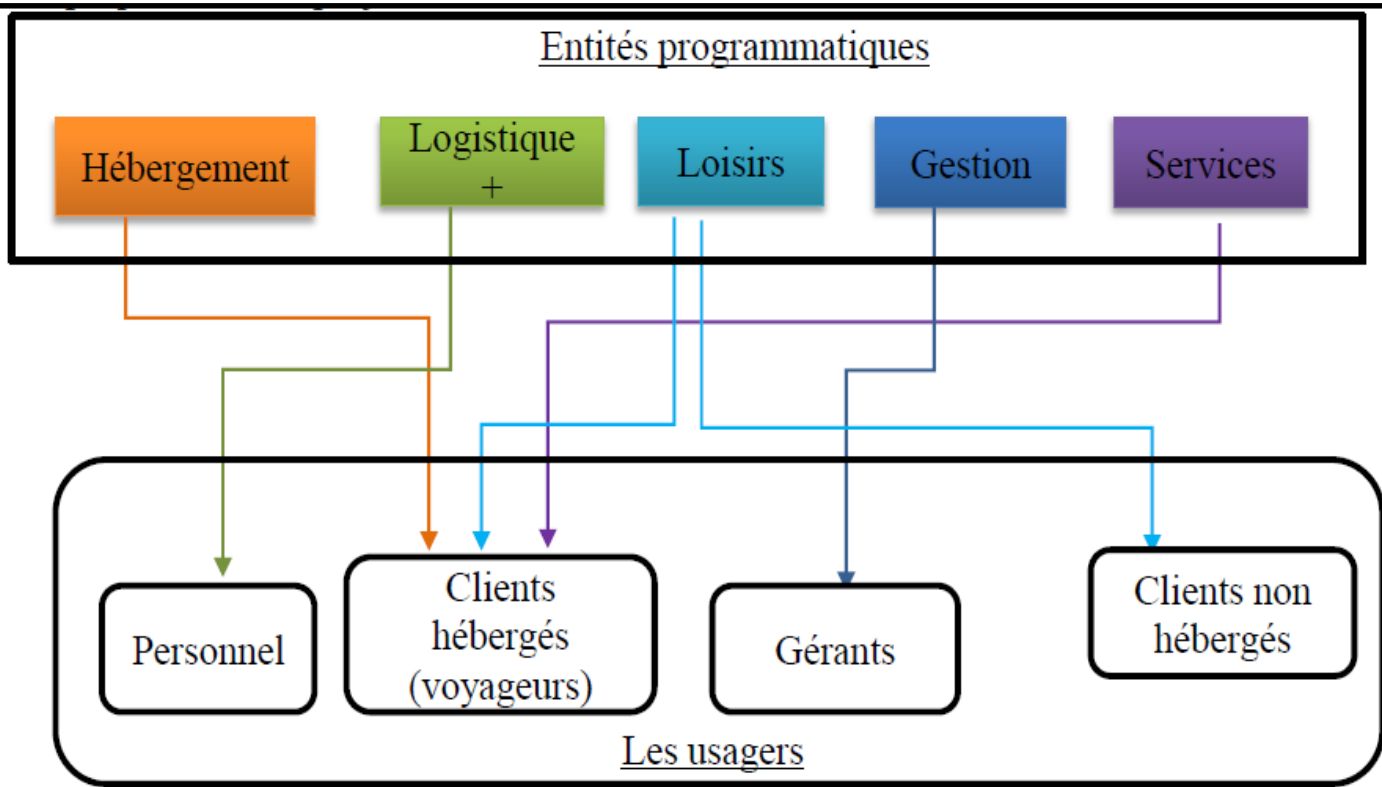 Entités programmatiques
Hébergement
Logistique
+
Loisirs
Gestion
Services
Personnel
Clients
hébergés
(voyageurs)
Gérants
Clients non
hébergés
Les usagers